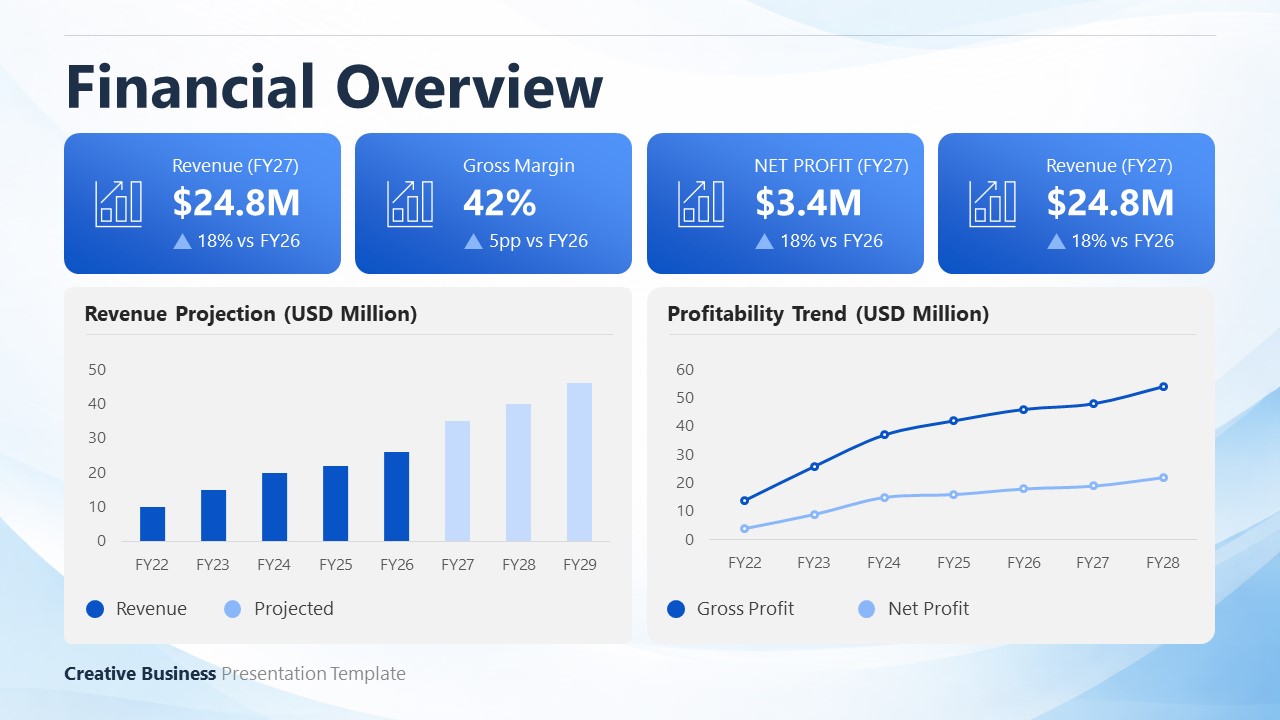 Financial Overview
Revenue (FY27)
$24.8M
18% vs FY26
Gross Margin
42%
5pp vs FY26
NET PROFIT (FY27)
$3.4M
18% vs FY26
Revenue (FY27)
$24.8M
18% vs FY26
Revenue Projection (USD Million)
50
40
30
20
10
0
FY22 FY23 FY24 FY25 FY26 FY27 FY28 FY29
Revenue Projected
Profitability Trend (USD Million)
60
50
40
30
20
10
0
FY22 FY23 FY24 FY25 FY26 FY27 FY28
Gross Profit Net Profit
Creative Business Presentation Template